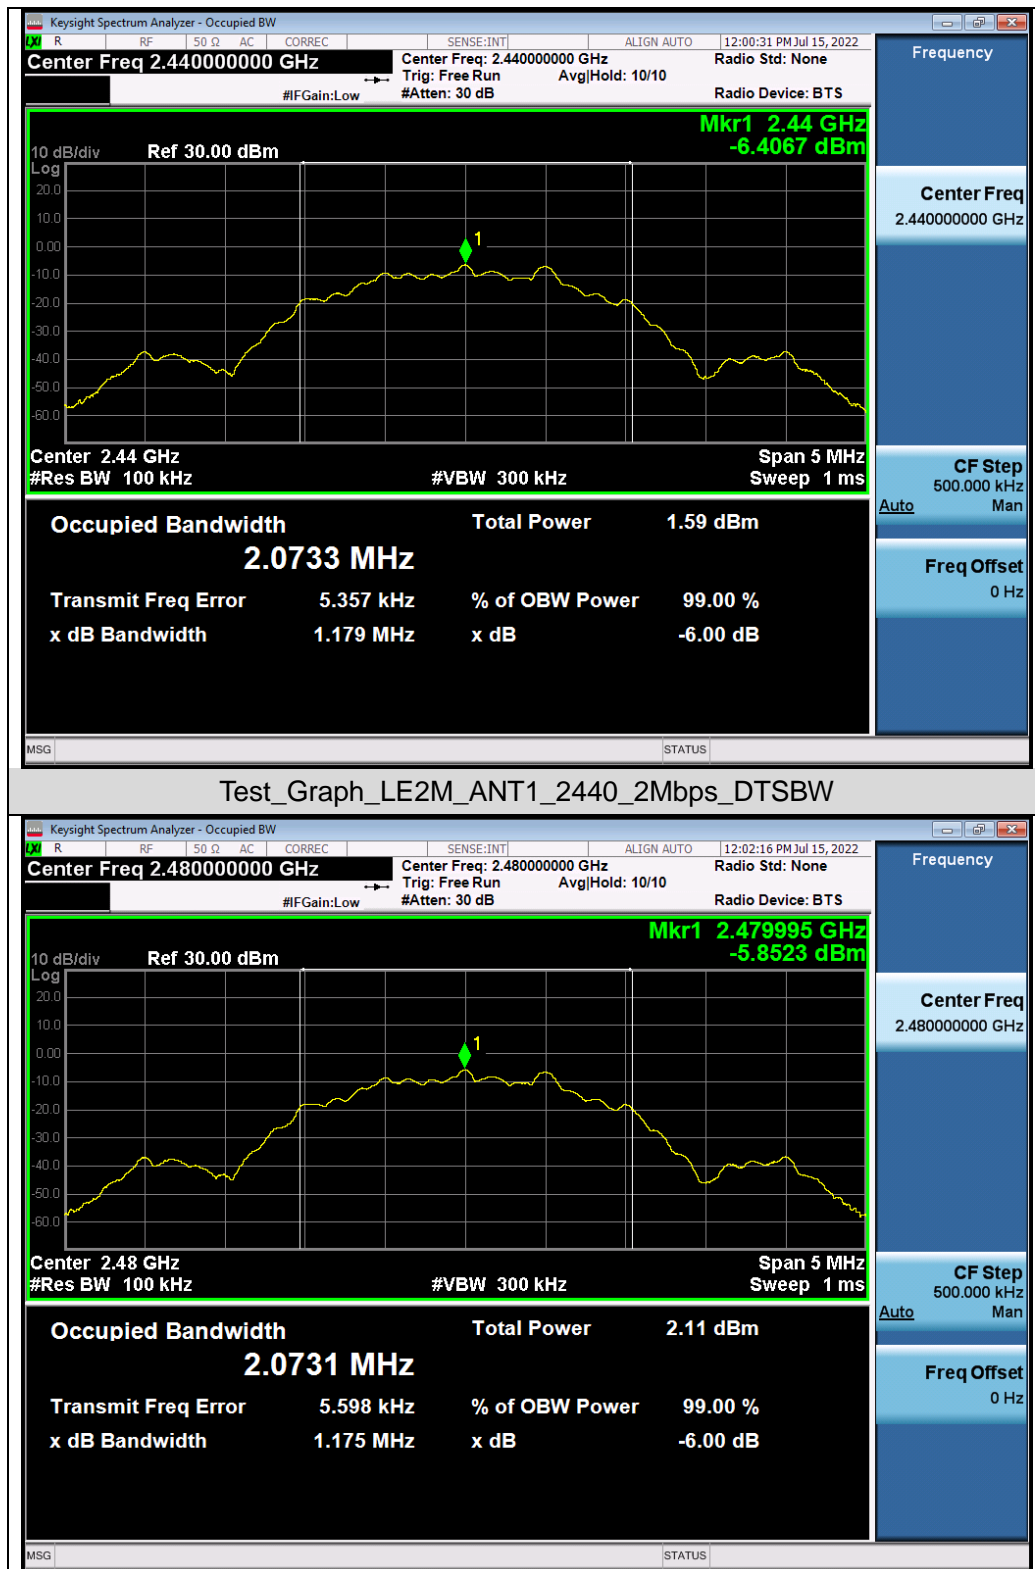 Keysight Spectrum Analyzer - Occupied BW
LXI R RF 50 Ω AC CORREC SENSE:INT ALIGN AUTO 12:00:31 PM Jul 15, 2022
Center Freq 2.440000000 GHz Center Freq: 2.440000000 GHz Radio Std: None Frequency
Trig: Free Run Avg|Hold: 10/10
#IFGain:Low #Atten: 30 dB Radio Device: BTS
Mkr1 2.44 GHz
10 dB/div Ref 30.00 dBm -6.4067 dBm
Log
20.0
10.0
0.00
-10.0
-20.0
-30.0
-40.0
-50.0
-60.0
1
Center Freq
2.440000000 GHz
Center 2.44 GHz Span 5 MHz
#Res BW 100 kHz #VBW 300 kHz Sweep 1 ms
CF Step
500.000 kHz
Auto Man
Occupied Bandwidth Total Power 1.59 dBm
2.0733 MHz
Freq Offset
0 Hz
Transmit Freq Error 5.357 kHz % of OBW Power 99.00 %
x dB Bandwidth 1.179 MHz x dB -6.00 dB
MSG STATUS
Test_Graph_LE2M_ANT1_2440_2Mbps_DTSBW
Keysight Spectrum Analyzer - Occupied BW
LXI R RF 50 Ω AC CORREC SENSE:INT ALIGN AUTO 12:02:16 PM Jul 15, 2022
Center Freq 2.480000000 GHz Center Freq: 2.480000000 GHz Radio Std: None Frequency
Trig: Free Run Avg|Hold: 10/10
#IFGain:Low #Atten: 30 dB Radio Device: BTS
Mkr1 2.479995 GHz
10 dB/div Ref 30.00 dBm -5.8523 dBm
Log
20.0
10.0
0.00
-10.0
-20.0
-30.0
-40.0
-50.0
-60.0
1
Center Freq
2.480000000 GHz
Center 2.48 GHz Span 5 MHz
#Res BW 100 kHz #VBW 300 kHz Sweep 1 ms
CF Step
500.000 kHz
Auto Man
Occupied Bandwidth Total Power 2.11 dBm
2.0731 MHz
Freq Offset
0 Hz
Transmit Freq Error 5.598 kHz % of OBW Power 99.00 %
x dB Bandwidth 1.175 MHz x dB -6.00 dB
MSG STATUS